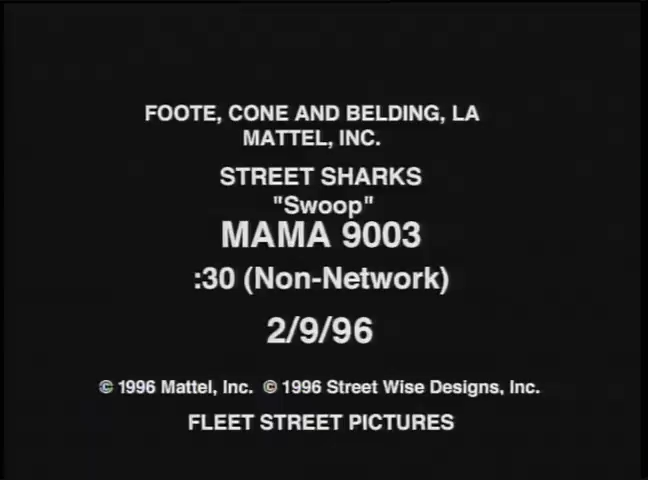 FOOTE, CONE AND BELDING, LA
MATTEL, INC.
STREET SHARKS
"Swoop"
MAMA 9003
:30 (Non-Network)
2/9/96
© 1996 Mattel, Inc. © 1996 Street Wise Designs, Inc.
FLEET STREET PICTURES